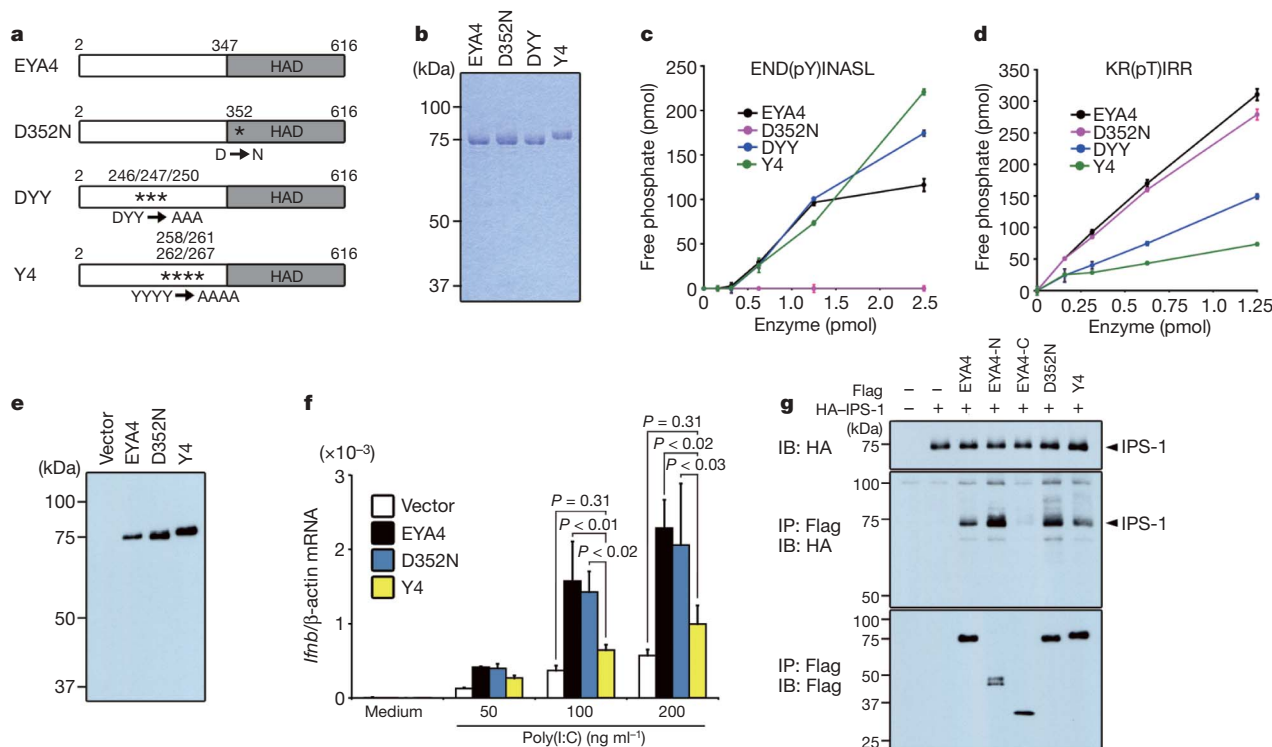 a
2 347 616
EYA4 HAD
2 352 616
D352N * HAD
D → N
2 246/247/250 616
DYY *** HAD
DYY → AAA
258/261
2 262/267 616
Y4 **** HAD
YYYY → AAAA
b
EYA4 D352N DYY Y4
(kDa)
100
75
50
37
c
END(pY)INASL
Free phosphate (pmol)
250
200
150
100
50
0
EYA4
D352N
DYY
Y4
0 0.5 1.0 1.5 2.0 2.5
Enzyme (pmol)
d
KR(pT)IRR
Free phosphate (pmol)
350
300
250
200
150
100
50
0
EYA4
D352N
DYY
Y4
0 0.25 0.50 0.75 1.0 1.25
Enzyme (pmol)
e
Vector EYA4 D352N Y4
(kDa)
100
75
50
37
f
(×10⁻³)
Ifnb/β-actin mRNA
3
2
1
0
Vector
EYA4
D352N
Y4
P = 0.31
P < 0.01
P < 0.02
P = 0.31
P < 0.02
P < 0.03
Medium 50 100 200
Poly(I:C) (ng ml⁻¹)
g
EYA4 EYA4-N EYA4-C D352N Y4
Flag – –
HA–IPS-1 – + + + + + +
(kDa)
IB: HA 75 IPS-1
100
75 IPS-1
IP: Flag
IB: HA
50
100
75
IP: Flag
IB: Flag
50
37
25